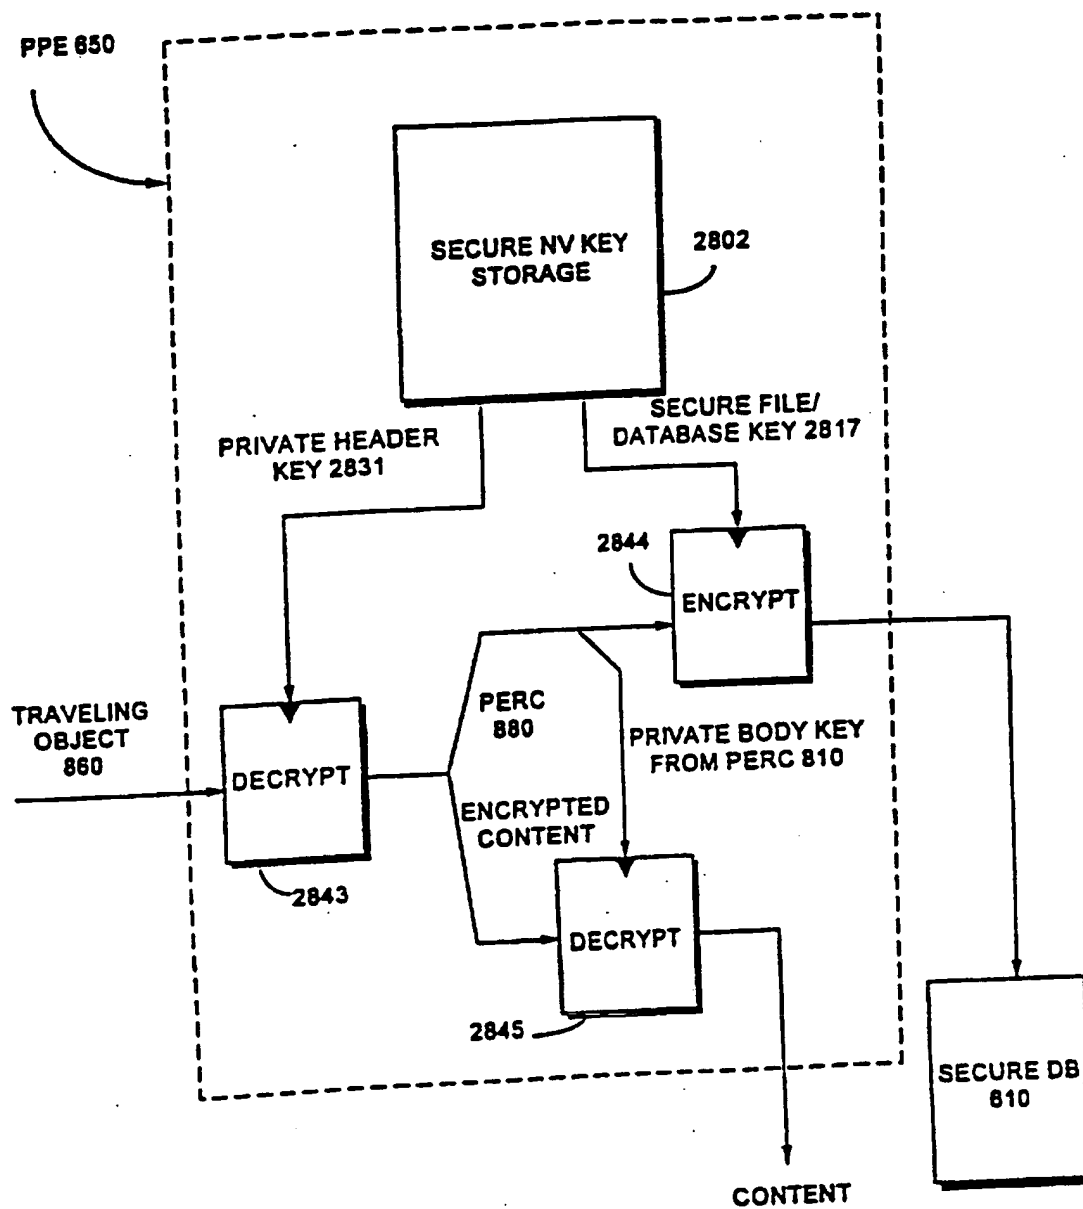 PPE 650
SECURE NV KEY
STORAGE
2802
PRIVATE HEADER
KEY 2831
SECURE FILE/
DATABASE KEY 2817
2844
ENCRYPT
TRAVELING
OBJECT
860
DECRYPT
PERC
880
PRIVATE BODY KEY
FROM PERC 810
ENCRYPTED
CONTENT
2843
DECRYPT
2845
SECURE DB
610
CONTENT